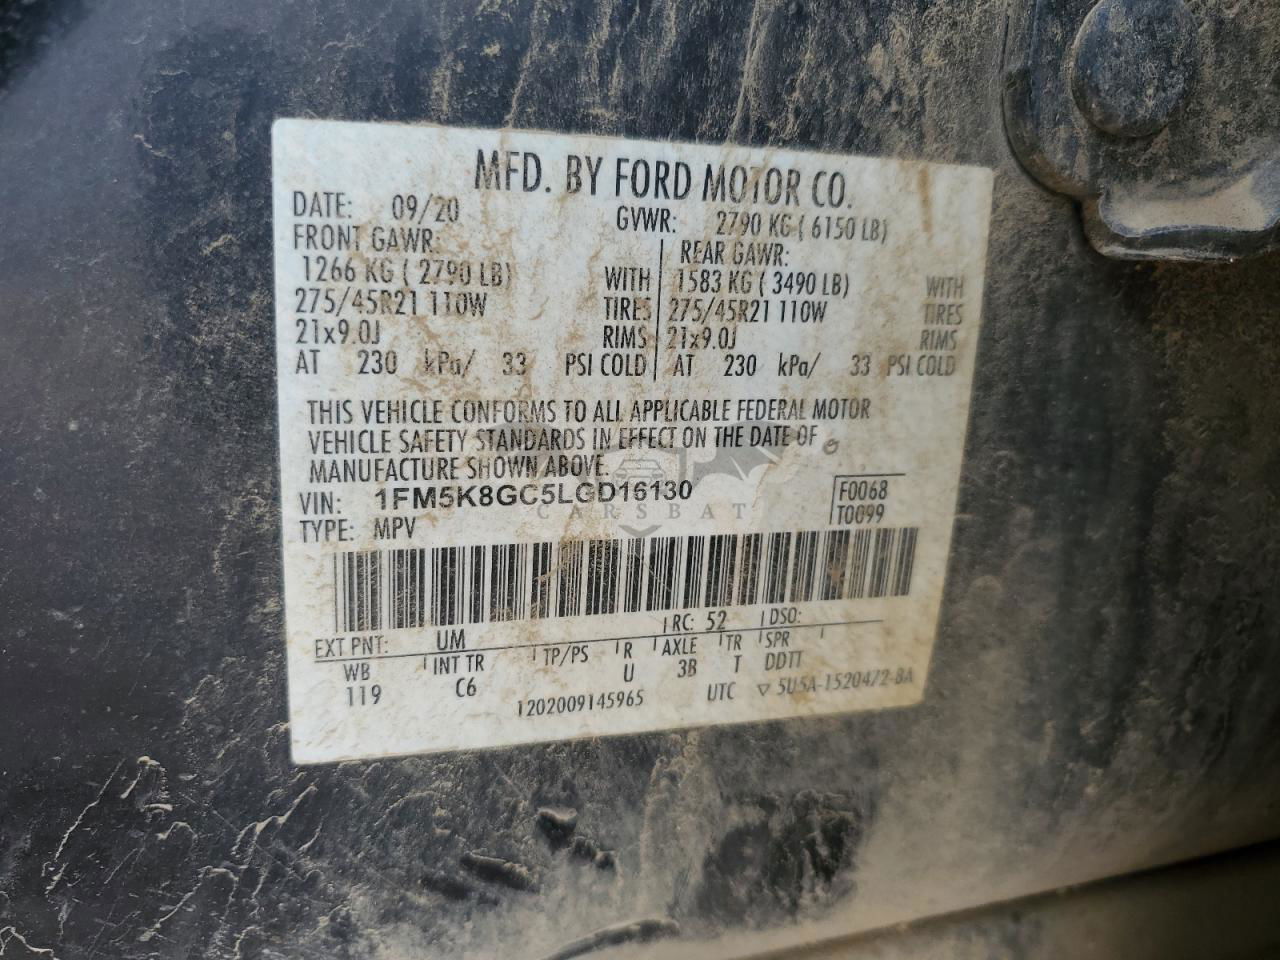 MFD. BY FORD MOTOR CO.
DATE: 09/20 GVWR: 2790 KG ( 6150 LB)
FRONT GAWR: REAR GAWR:
1266 KG ( 2790 LB) WITH 1583 KG ( 3490 LB) WITH
275/45R21 110W TIRES 275/45R21 110W TIRES
21x9.0J RIMS 21x9.0J RIMS
AT 230 kPa/ 33 PSI COLD AT 230 kPa/ 33 PSI COLD
THIS VEHICLE CONFORMS TO ALL APPLICABLE FEDERAL MOTOR
VEHICLE SAFETY STANDARDS IN EFFECT ON THE DATE OF
MANUFACTURE SHOWN ABOVE.
VIN: 1FM5K8GC5LGD16130 F0068
TYPE: MPV T0099
CARSBAT
EXT PNT: UM RC: 52 DSO:
WB INT TR TP/PS R AXLE TR SPR
119 C6 U 3B T DDTT
1202009145965 UTC ▽ 5U5A-1520472-BA